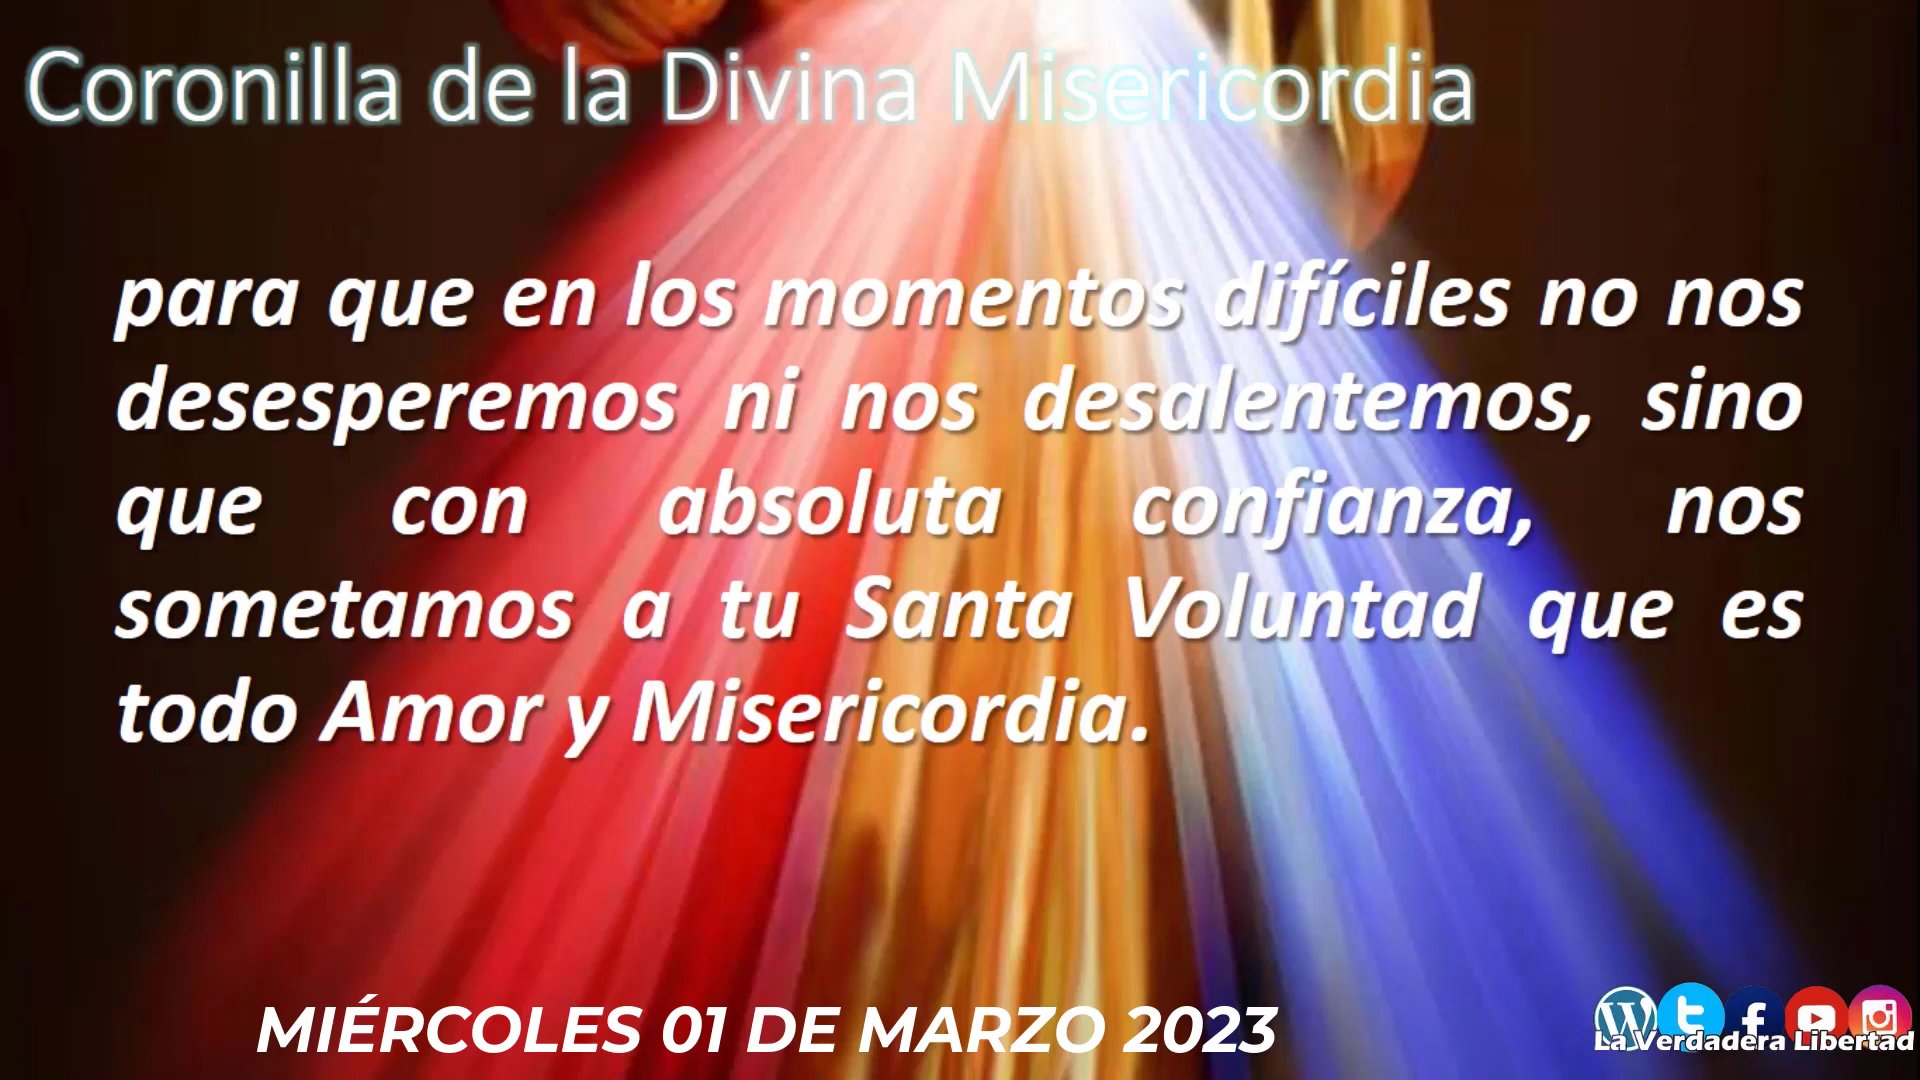 Coronilla de la Divina Misericordia
para que en los momentos difíciles no nos
desesperemos ni nos desalentemos, sino
que con absoluta confianza, nos
sometamos a tu Santa Voluntad que es
todo Amor y Misericordia.
MIÉRCOLES 01 DE MARZO 2023
La Verdadera Libertad